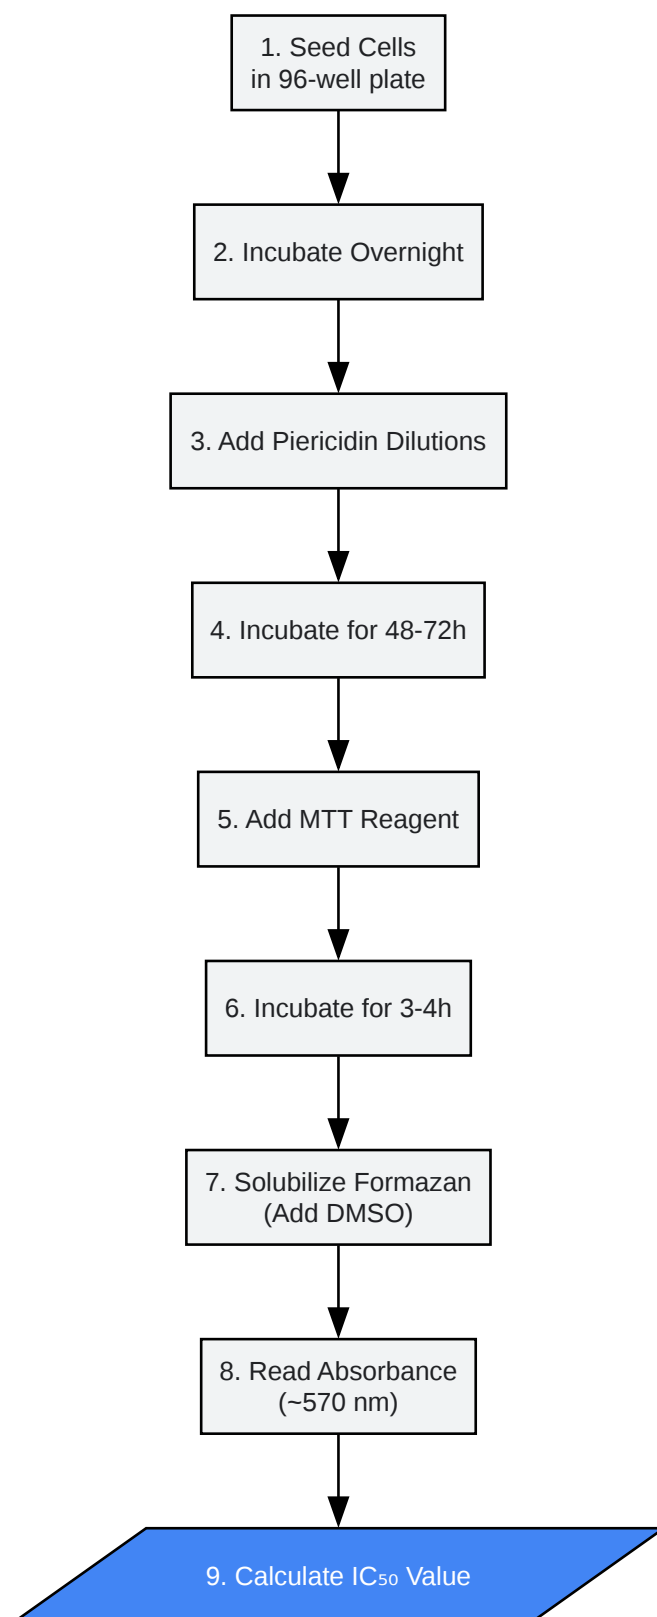 1. Seed Cells
in 96-well plate
2. Incubate Overnight
3. Add Piericidin Dilutions
4. Incubate for 48-72h
5. Add MTT Reagent
6. Incubate for 3-4h
7. Solubilize Formazan
(Add DMSO)
8. Read Absorbance
(~570 nm)
9. Calculate IC₅₀ Value